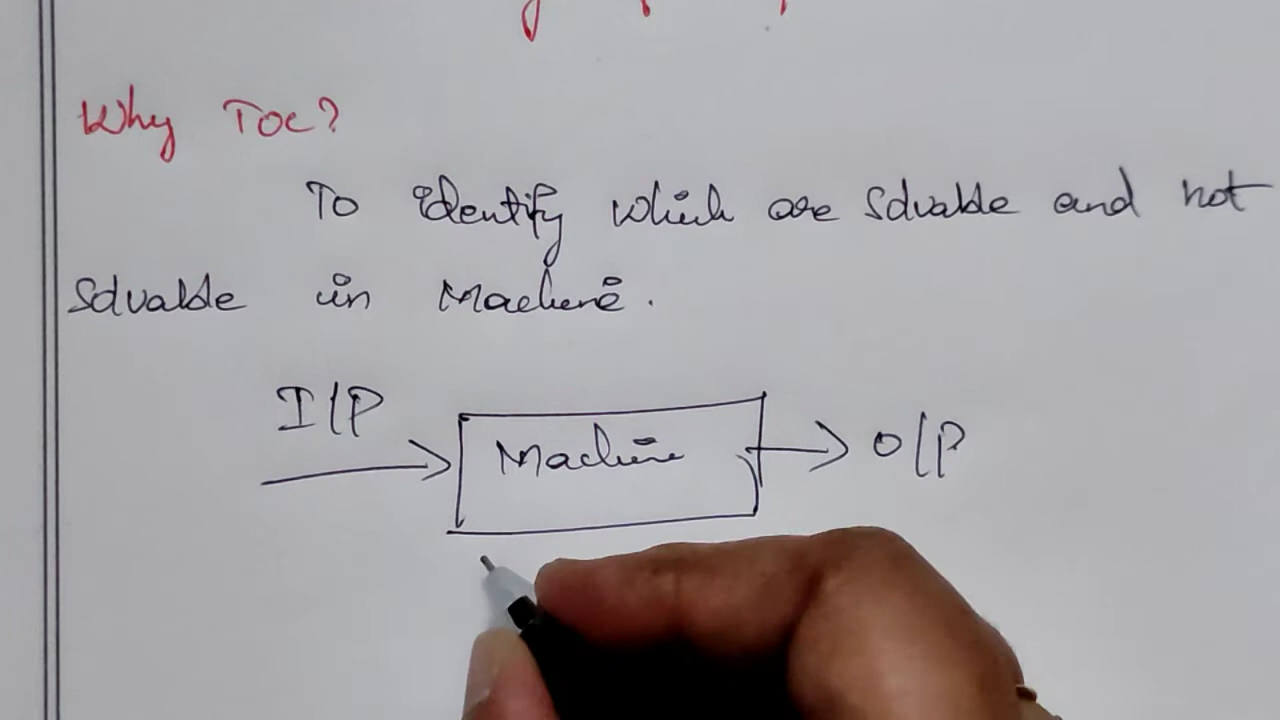 Why TOC?
To identify which are solvable and not
solvable in Machine.
I/P
Machine
O/P